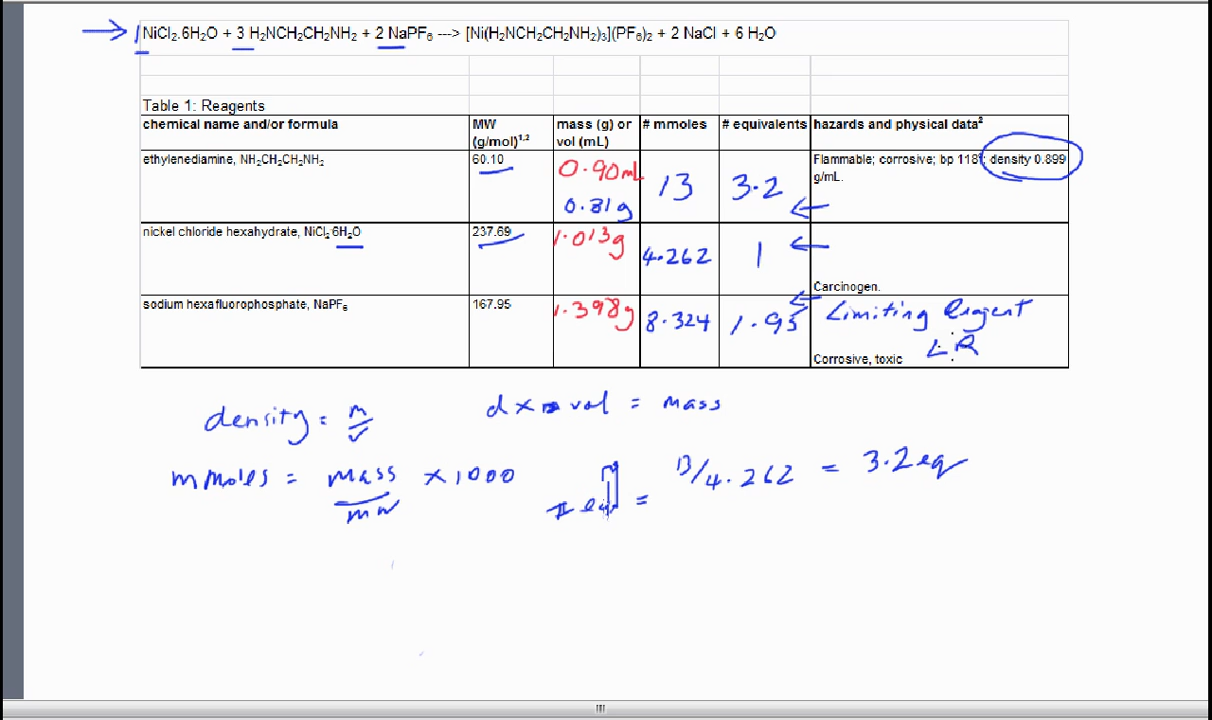 1 NiCl₂.6H₂O + 3 H₂NCH₂CH₂NH₂ + 2 NaPF₆ ---> [Ni(H₂NCH₂CH₂NH₂)₃](PF₆)₂ + 2 NaCl + 6 H₂O
Table 1: Reagents
chemical name and/or formula MW (g/mol)¹,² mass (g) or vol (mL) # mmoles # equivalents hazards and physical data²
ethylenediamine, NH₂CH₂CH₂NH₂ 60.10 0.90mL 0.81g 13 3.2 Flammable; corrosive; bp 118°; density 0.899 g/mL.
nickel chloride hexahydrate, NiCl₂.6H₂O 237.69 1.013g 4.262 1 Carcinogen.
sodium hexafluorophosphate, NaPF₆ 167.95 1.398g 8.324 1.95 Limiting Reagent LR Corrosive, toxic
density = m/v d x vol = mass
mmoles = mass/mw x 1000 = 13/4.262 = 3.2 eq